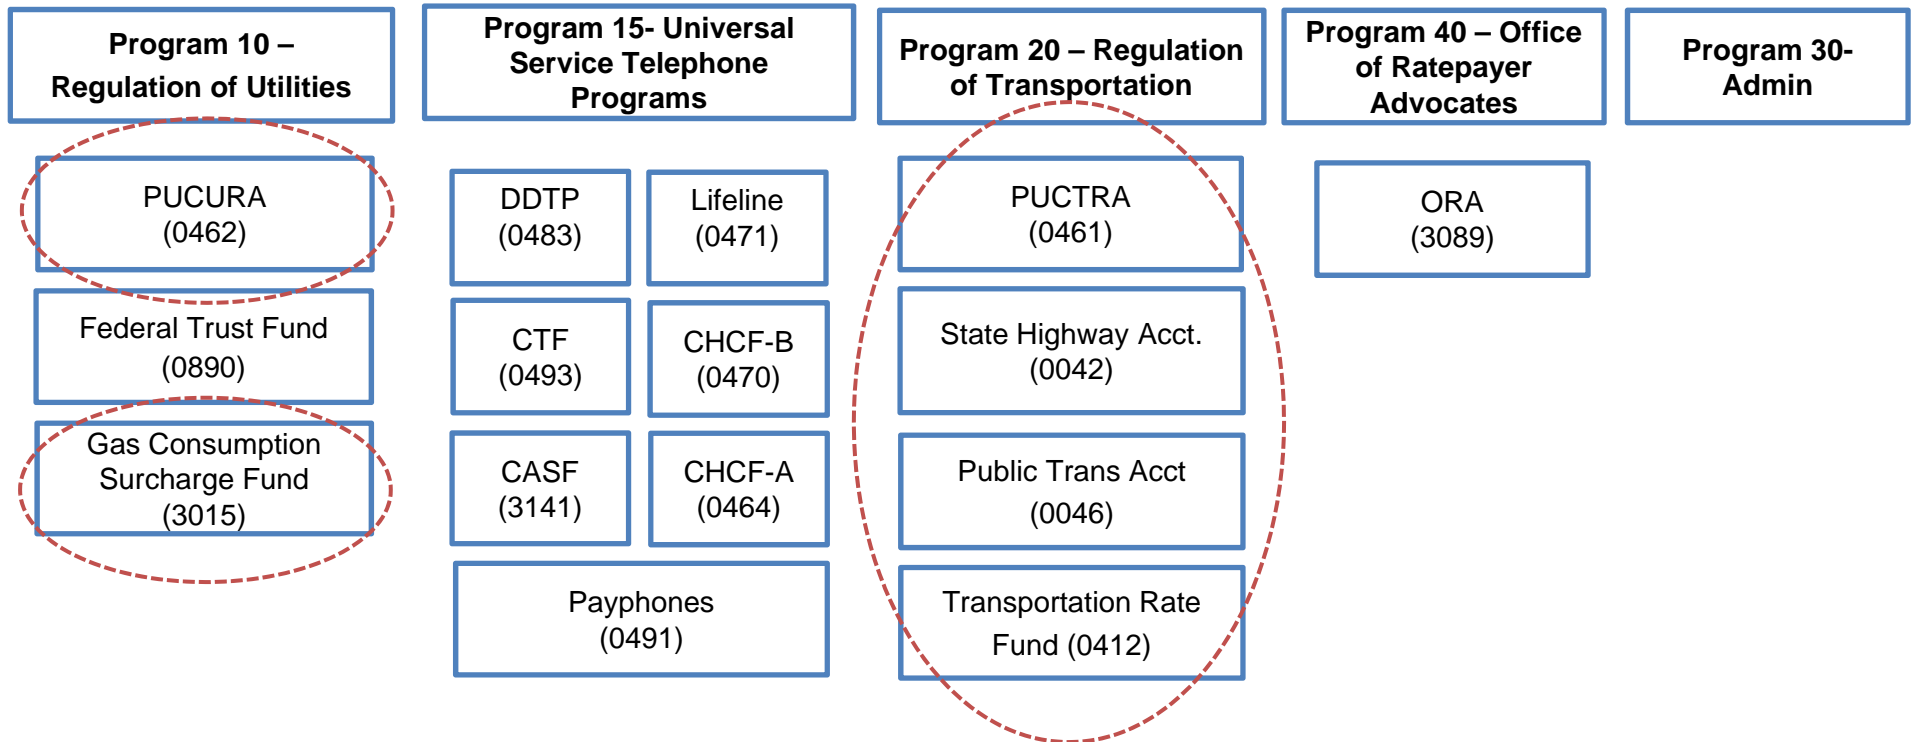 Program 10 –
Regulation of Utilities
Program 15- Universal
Service Telephone
Programs
Program 20 – Regulation
of Transportation
Program 40 – Office
of Ratepayer
Advocates
Program 30-
Admin
PUCURA
(0462)
Federal Trust Fund
(0890)
Gas Consumption
Surcharge Fund
(3015)
DDTP
(0483)
Lifeline
(0471)
CTF
(0493)
CHCF-B
(0470)
CASF
(3141)
CHCF-A
(0464)
Payphones
(0491)
PUCTRA
(0461)
State Highway Acct.
(0042)
Public Trans Acct
(0046)
Transportation Rate
Fund (0412)
ORA
(3089)